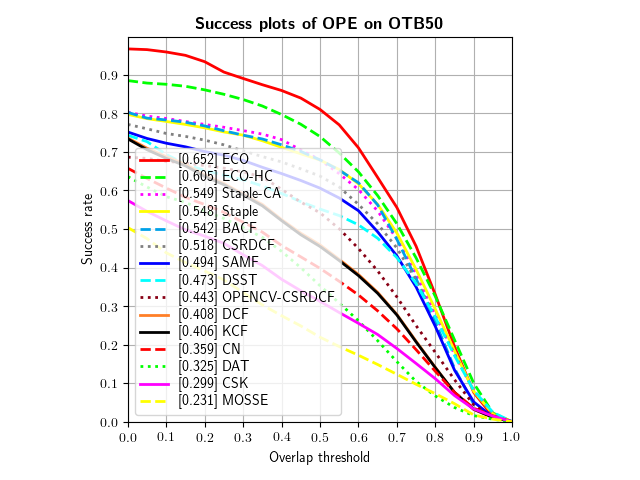 Success plots of OPE on OTB50
Success rate
0.9
0.8
0.7
0.6
0.5
0.4
0.3
0.2
0.1
0.0
[0.652] ECO
[0.605] ECO-HC
[0.549] Staple-CA
[0.548] Staple
[0.542] BACF
[0.518] CSRDCF
[0.494] SAMF
[0.473] DSST
[0.443] OPENCV-CSRDCF
[0.408] DCF
[0.406] KCF
[0.359] CN
[0.325] DAT
[0.299] CSK
[0.231] MOSSE
0.0 0.1 0.2 0.3 0.4 0.5 0.6 0.7 0.8 0.9 1.0
Overlap threshold